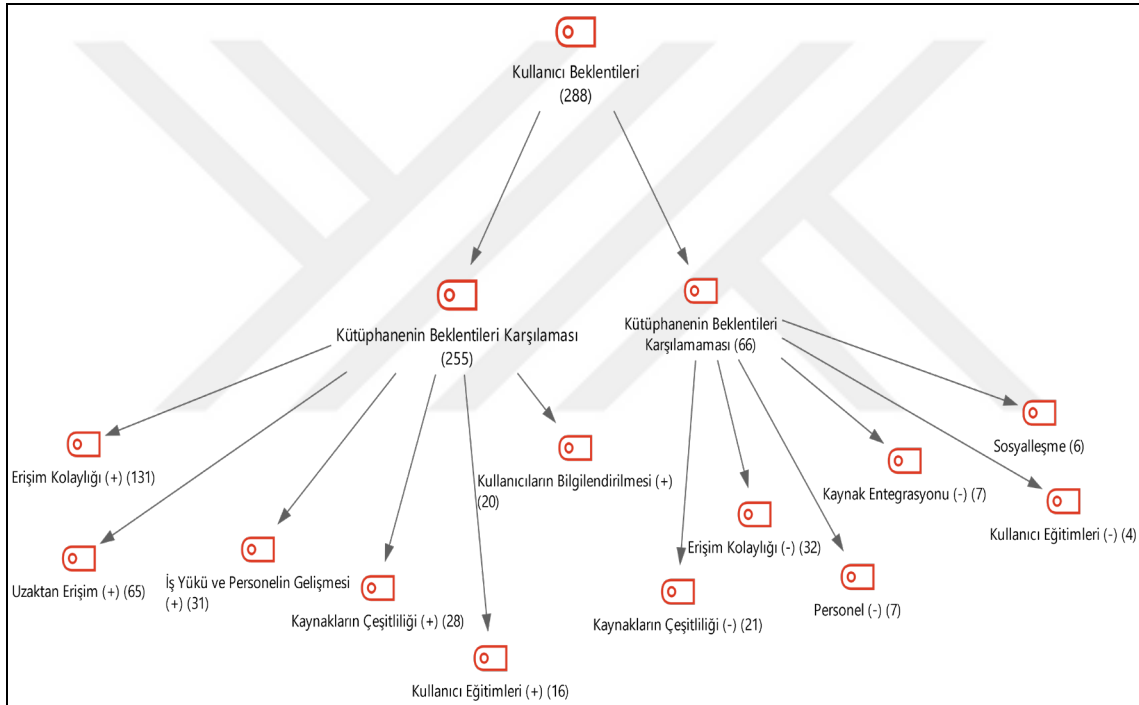 Kullanıcı Beklentileri
(288)
Kütüphanenin Beklentileri Karşılaması
(255)
Kütüphanenin Beklentileri
Karşılamaması (66)
Erişim Kolaylığı (+) (131)
Kullanıcıların Bilgilendirilmesi (+)
(20)
Sosyalleşme (6)
Kaynak Entegrasyonu (-) (7)
Kullanıcı Eğitimleri (-) (4)
Erişim Kolaylığı (-) (32)
Uzaktan Erişim (+) (65)
İş Yükü ve Personelin Gelişmesi
(+) (31)
Kaynakların Çeşitliliği (+) (28)
Kaynakların Çeşitliliği (-) (21)
Personel (-) (7)
Kullanıcı Eğitimleri (+) (16)